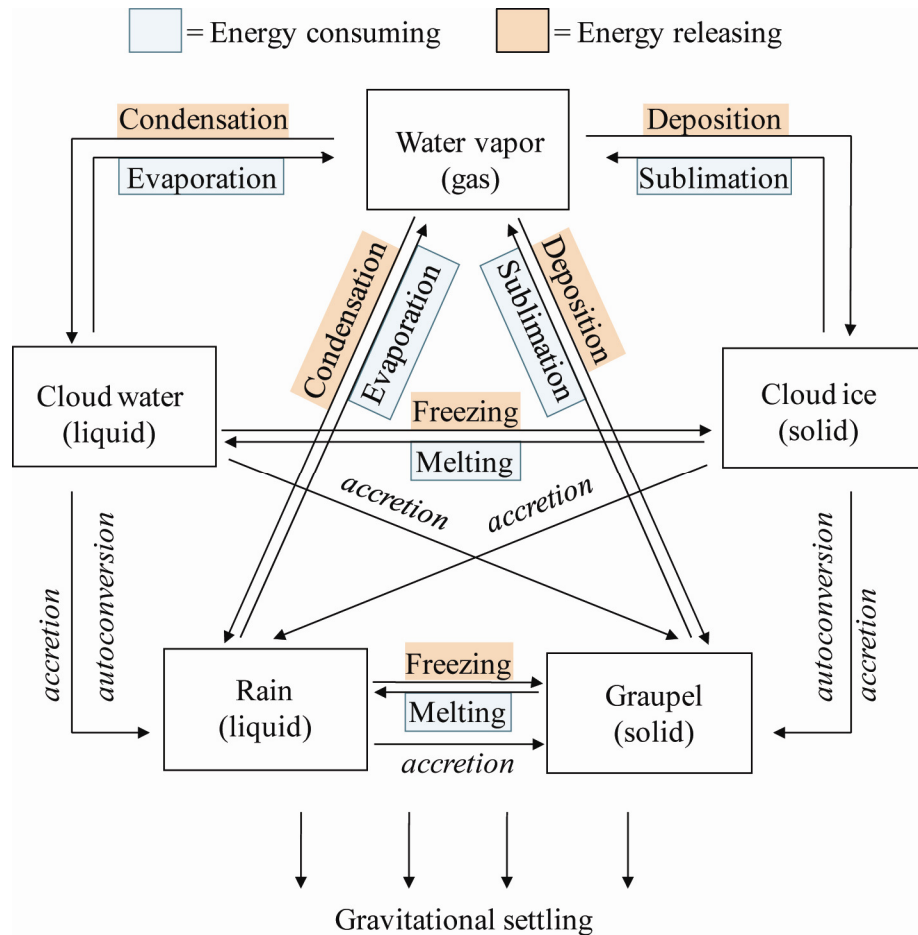 = Energy consuming
= Energy releasing
Condensation
Evaporation
Water vapor
(gas)
Deposition
Sublimation
Condensation
Evaporation
Sublimation
Deposition
Cloud water
(liquid)
Freezing
Melting
Cloud ice
(solid)
accretion
accretion
accretion
autoconversion
autoconversion
accretion
Rain
(liquid)
Freezing
Melting
accretion
Graupel
(solid)
Gravitational settling